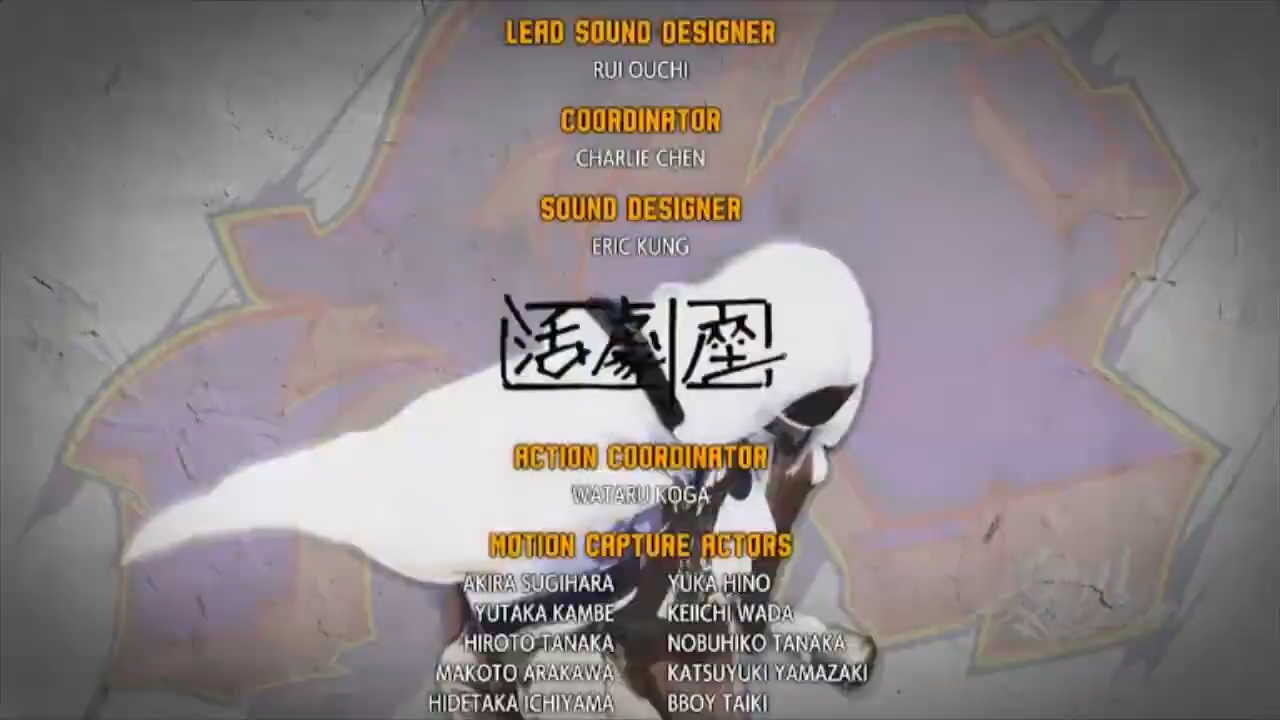 LEAD SOUND DESIGNER
RUI OUCHI
COORDINATOR
CHARLIE CHEN
SOUND DESIGNER
ERIC KUNG
活劇座
ACTION COORDINATOR
WATARU KOGA
MOTION CAPTURE ACTORS
AKIRA SUGIHARA YUKA HINO
YUTAKA KAMBE KEIICHI WADA
HIROTO TANAKA NOBUHIKO TANAKA
MAKOTO ARAKAWA KATSUYUKI YAMAZAKI
HIDETAKA ICHIYAMA BBOY TAIKI